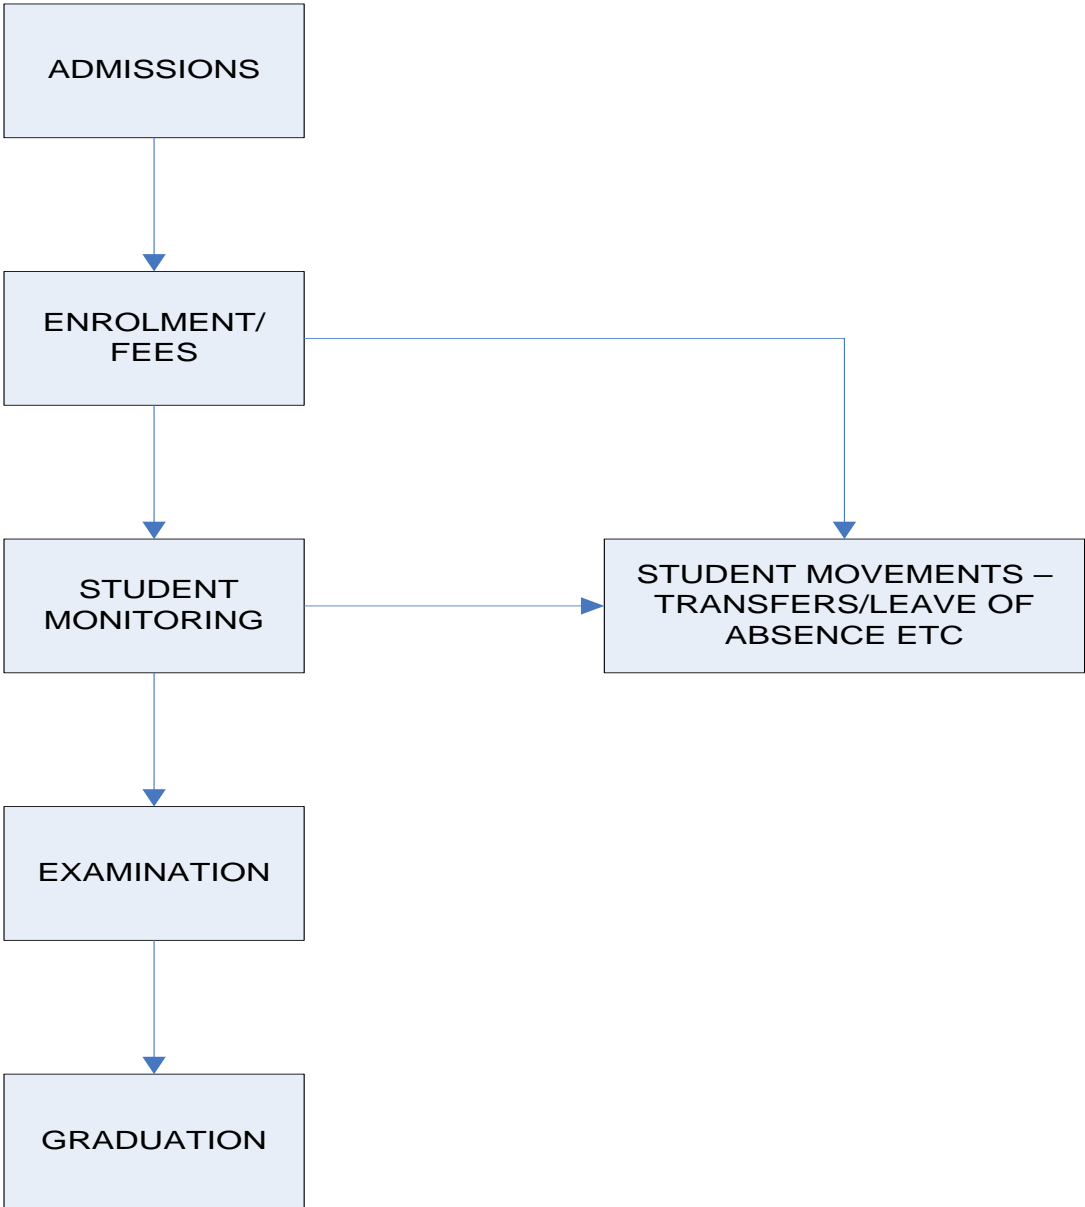 ADMISSIONS
ENROLMENT/
FEES
STUDENT
MONITORING
STUDENT MOVEMENTS –
TRANSFERS/LEAVE OF
ABSENCE ETC
EXAMINATION
GRADUATION